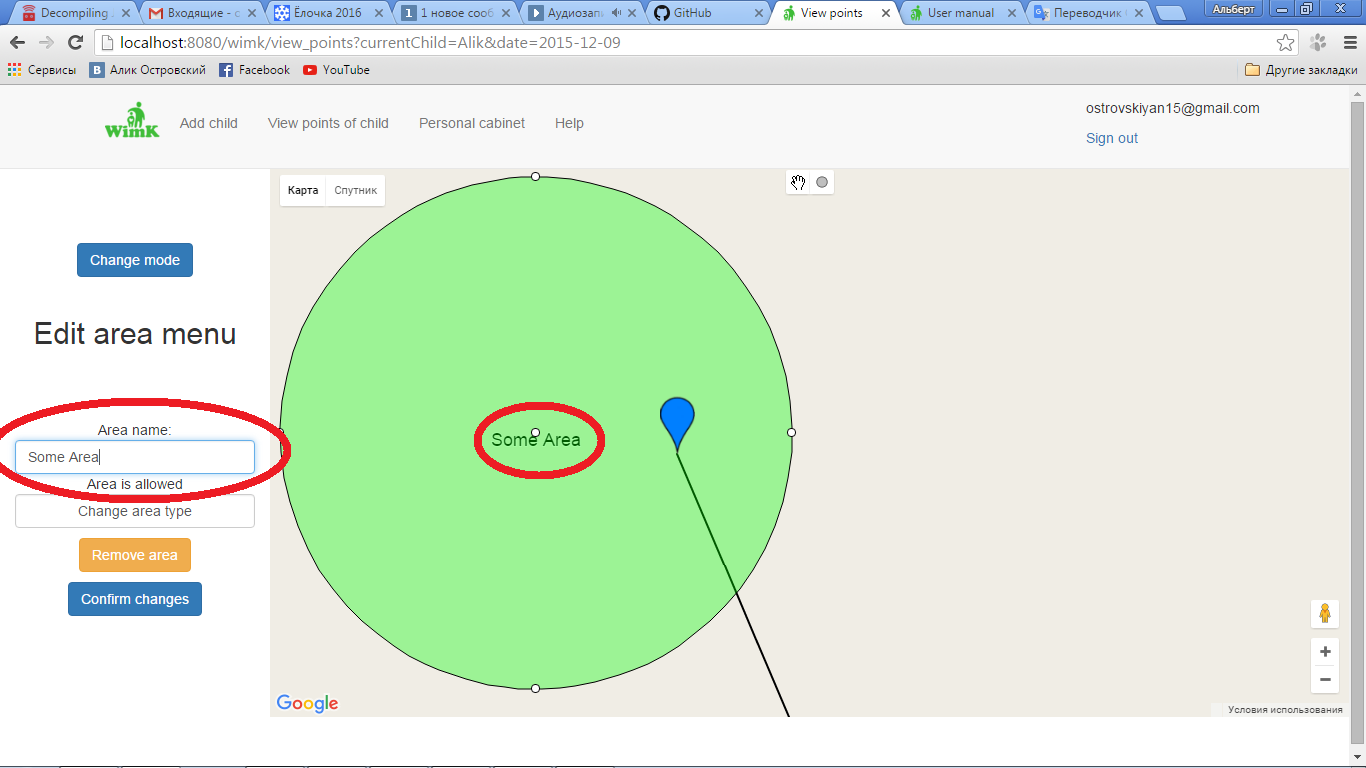 Decompiling
Входящие - о
Ёлочка 2016
1 новое сооб
Аудиозапи
GitHub
View points
User manual
Переводчик
Альберт
localhost:8080/wimk/view_points?currentChild=Alik&date=2015-12-09
Сервисы
Алик Островский
Facebook
YouTube
Другие закладки
WimK
Add child
View points of child
Personal cabinet
Help
ostrovskiyan15@gmail.com
Sign out
Карта
Спутник
Change mode
Edit area menu
Area name:
Some Area
Area is allowed
Change area type
Remove area
Confirm changes
Some Area
Google
Условия использования